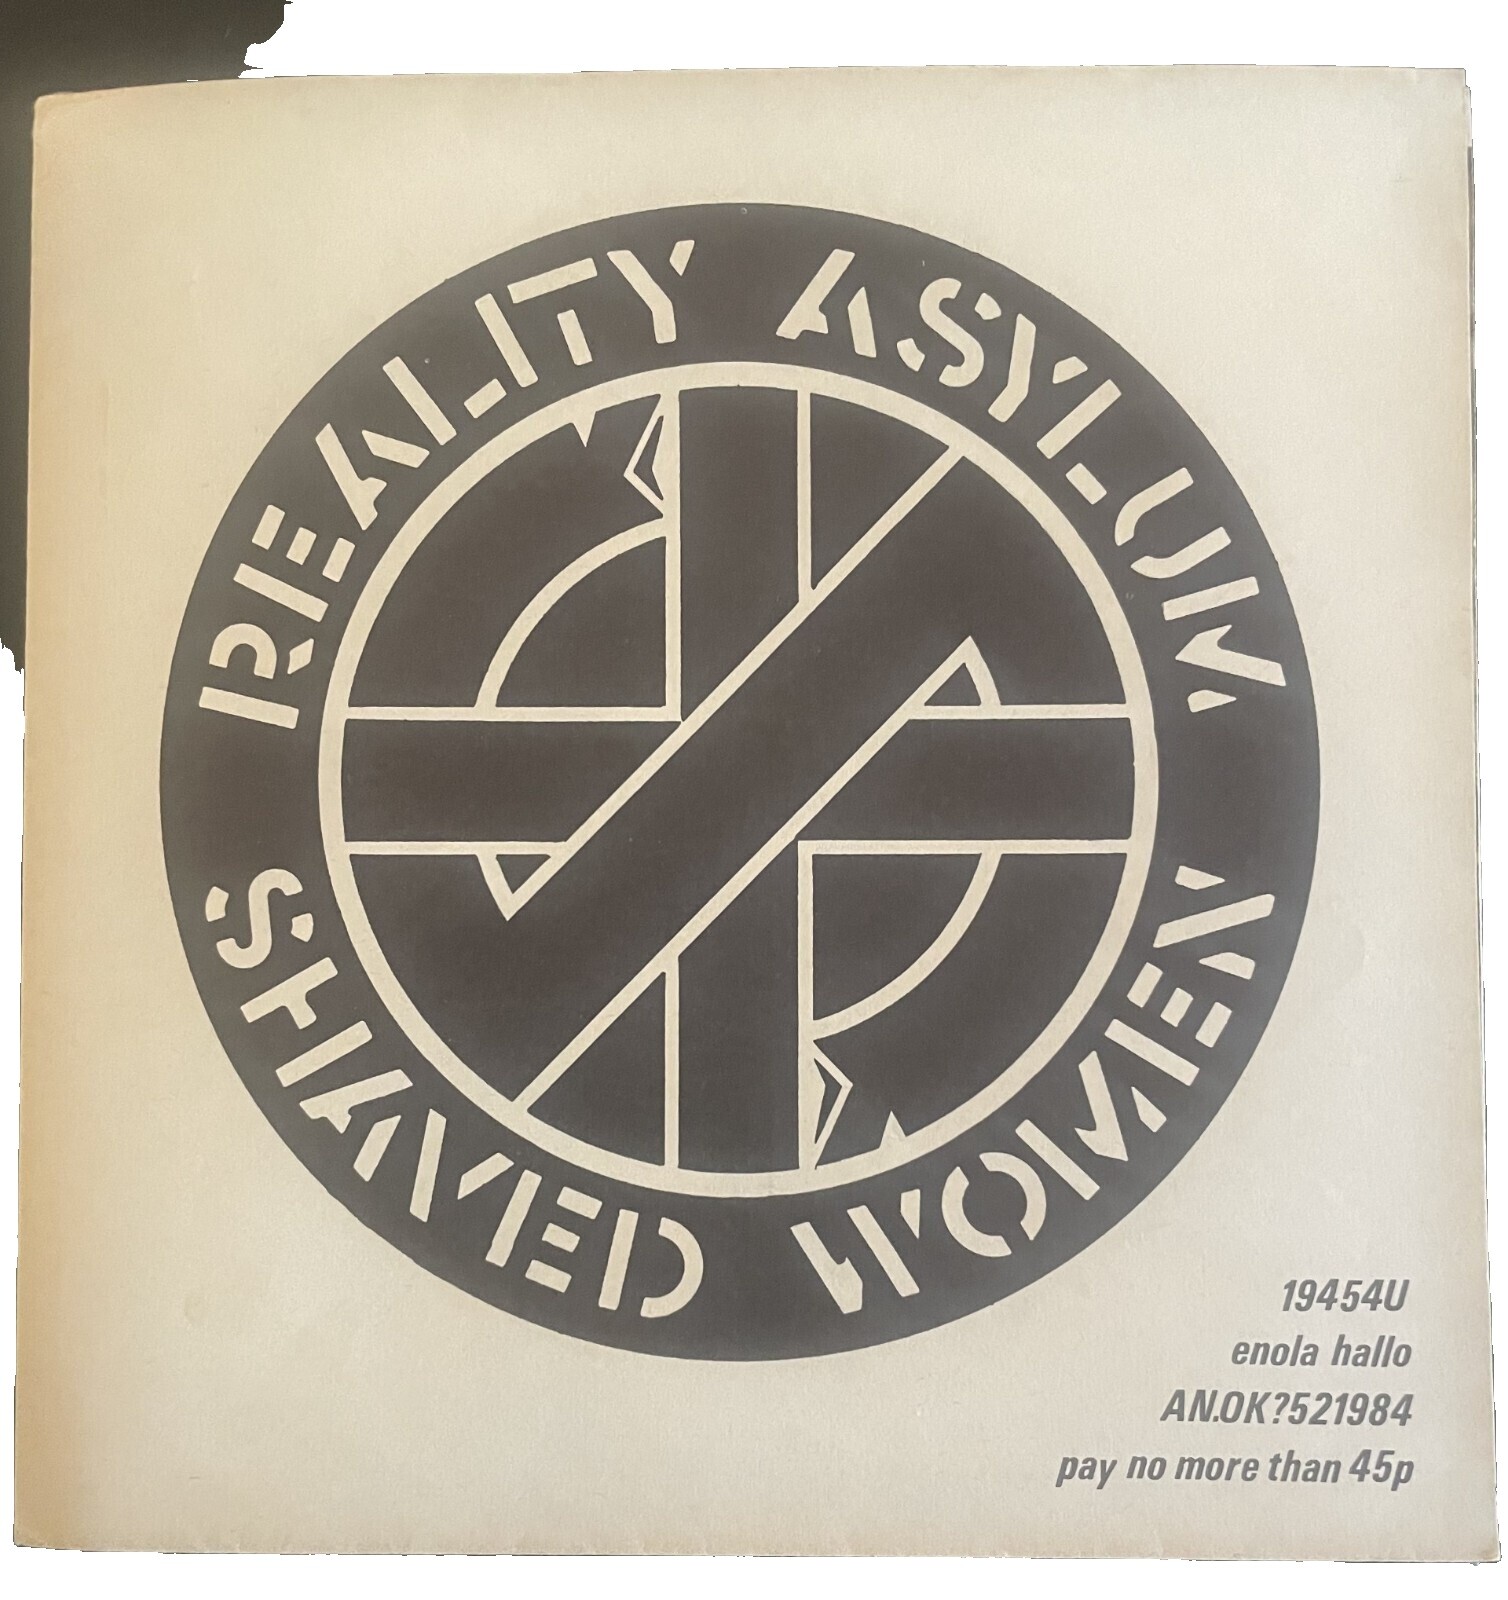 REALITY ASYLUM
SHAVED WOMEN
19454U
enola hallo
AN.OK?521984
pay no more than 45p